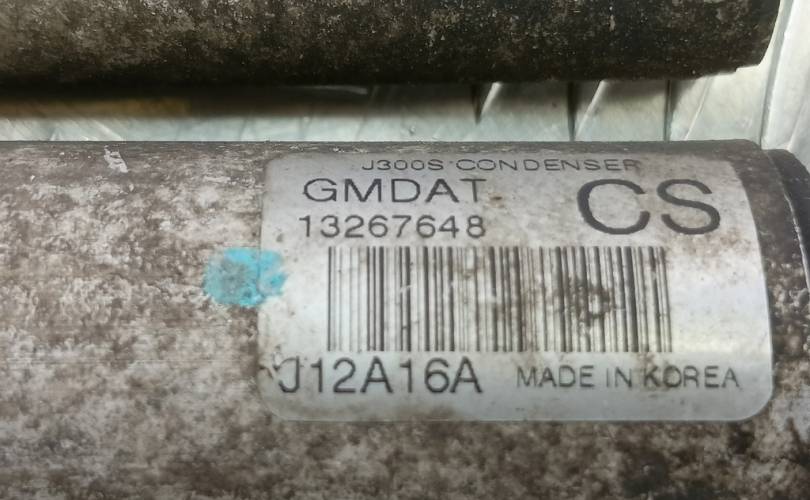 J300S CONDENSER
GMDAT CS
13267648
J12A16A MADE IN KOREA